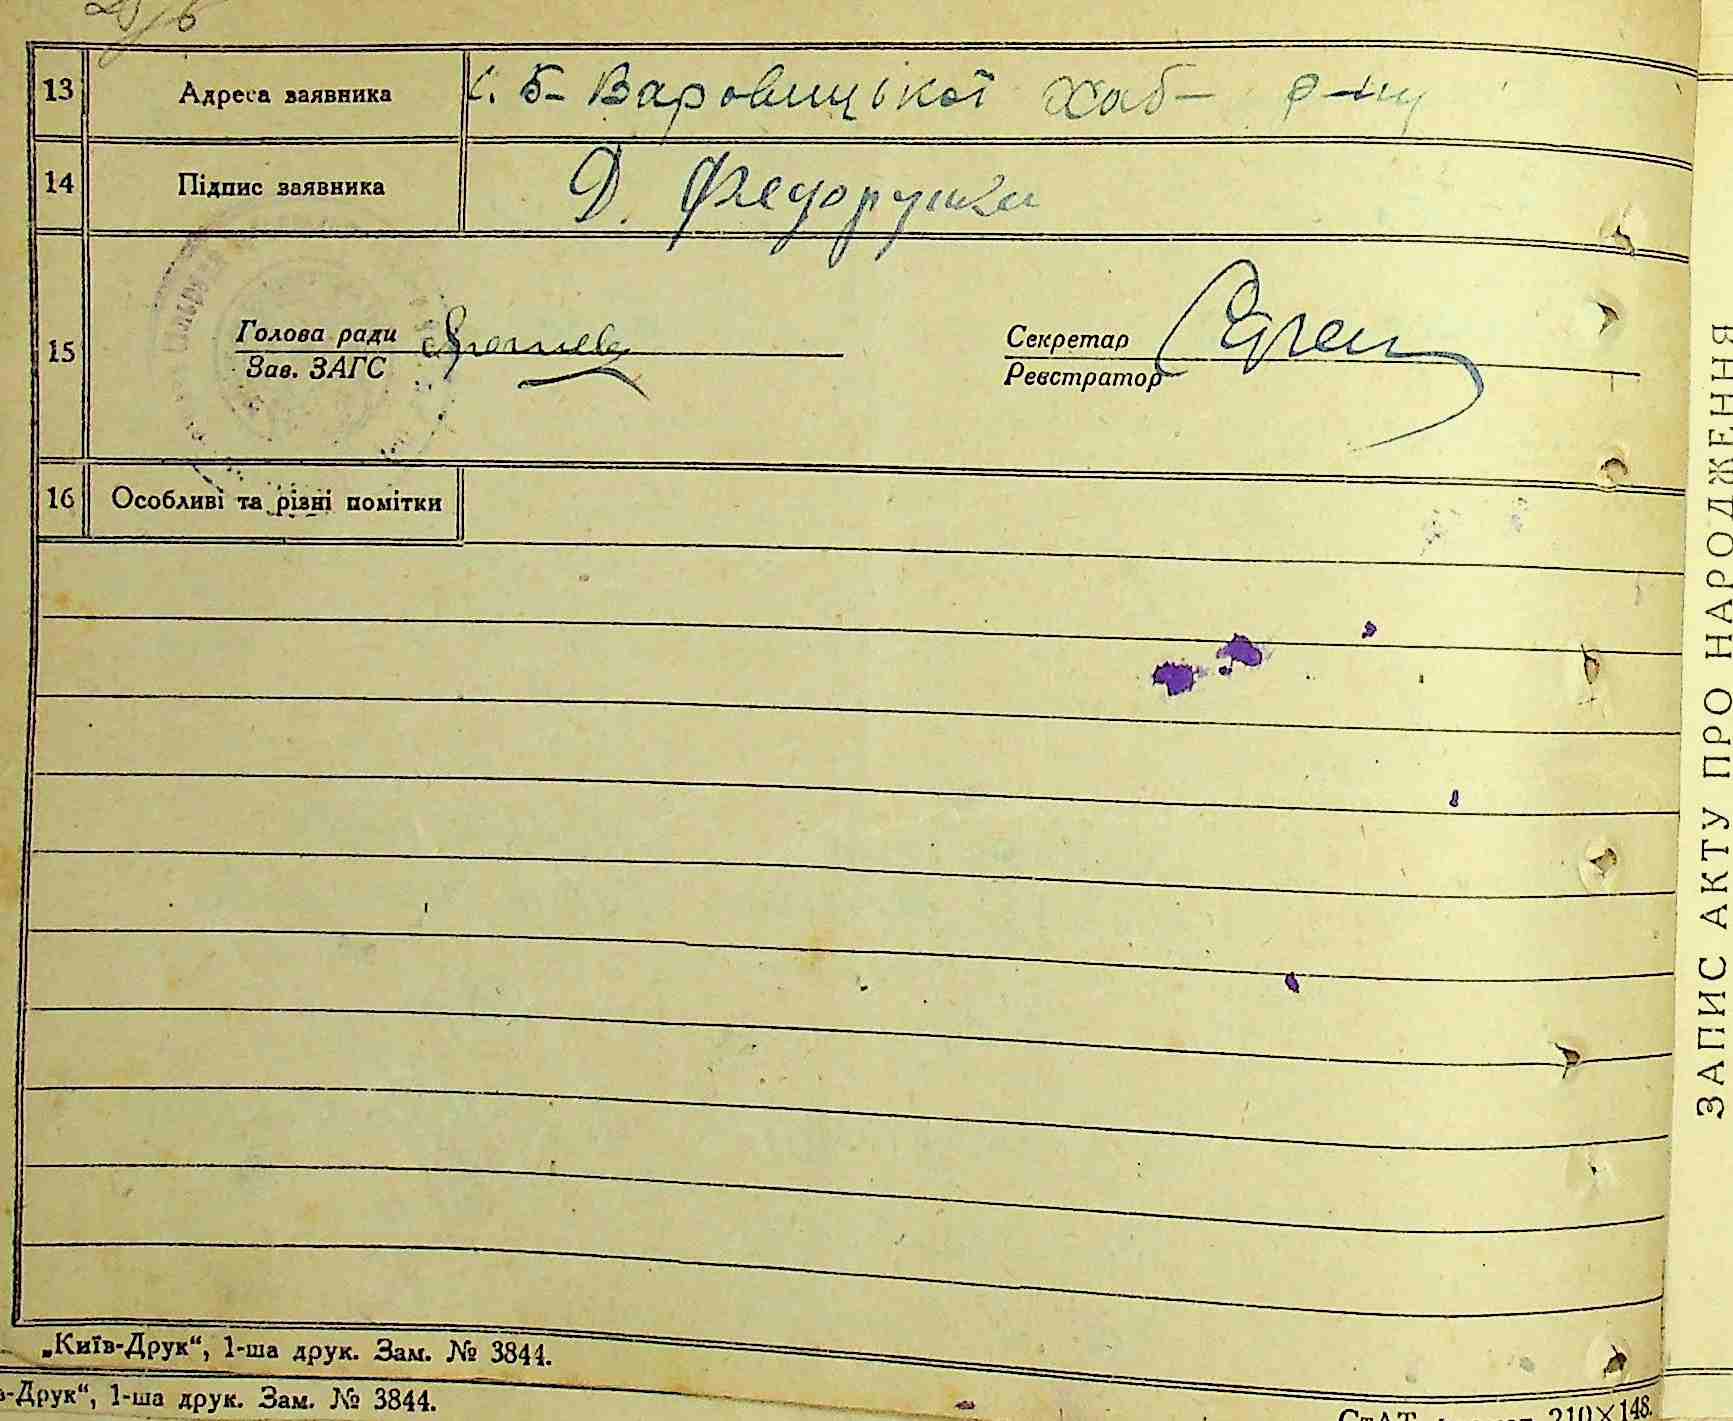 13 Адреса заявника с. Б- Варовицької Хаб- р-ну
14 Підпис заявника Д. Федорушки
15 Голова ради
Зав. ЗАГС
Секретар
Реєстратор
16 Особливі та різні помітки
„Київ-Друк“, 1-ша друк. Зам. № 3844.
-Друк“, 1-ша друк. Зам. № 3844.
210×148.
ЗАПИС АКТУ ПРО НАРОДЖЕННЯ